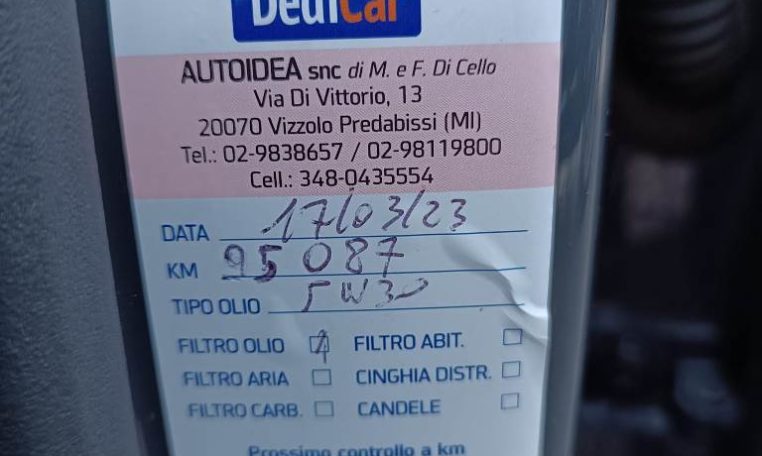 DediCar
AUTOIDEA snc di M. e F. Di Cello
Via Di Vittorio, 13
20070 Vizzolo Predabissi (MI)
Tel.: 02-9838657 / 02-98119800
Cell.: 348-0435554
DATA 17/03/23
KM 95087
TIPO OLIO 5W30
FILTRO OLIO FILTRO ABIT.
FILTRO ARIA CINGHIA DISTR.
FILTRO CARB. CANDELE
Prossimo controllo a km